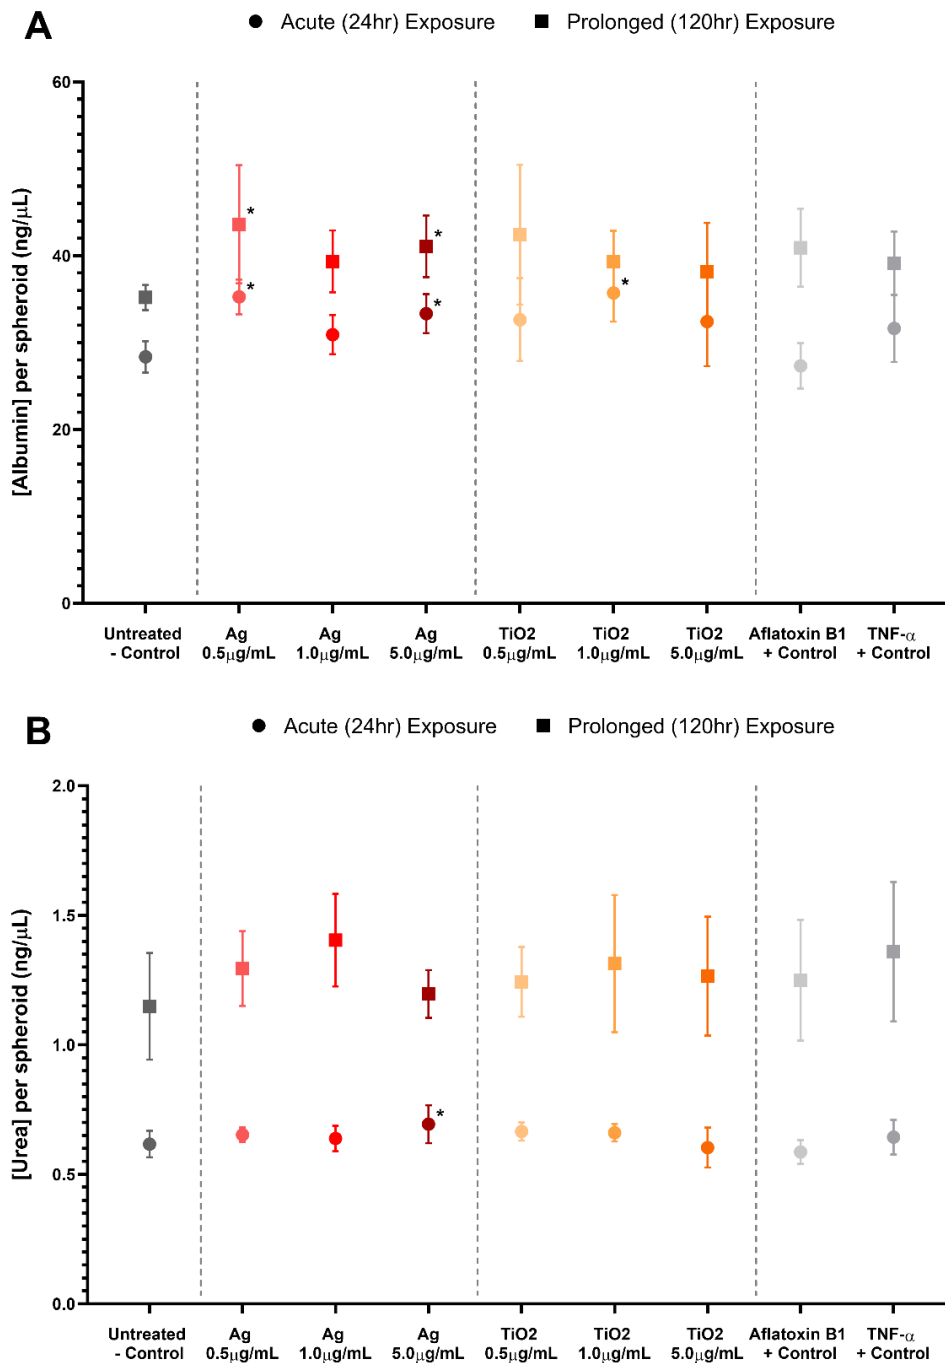 A
Acute (24hr) Exposure Prolonged (120hr) Exposure
[Albumin] per spheroid (ng/μL)
60
40
20
0
* * * * *
Untreated Ag Ag Ag TiO2 TiO2 TiO2 Aflatoxin B1 TNF-α
- Control 0.5μg/mL 1.0μg/mL 5.0μg/mL 0.5μg/mL 1.0μg/mL 5.0μg/mL + Control + Control
B
Acute (24hr) Exposure Prolonged (120hr) Exposure
[Urea] per spheroid (ng/μL)
2.0
1.5
1.0
0.5
0.0
*
Untreated Ag Ag Ag TiO2 TiO2 TiO2 Aflatoxin B1 TNF-α
- Control 0.5μg/mL 1.0μg/mL 5.0μg/mL 0.5μg/mL 1.0μg/mL 5.0μg/mL + Control + Control